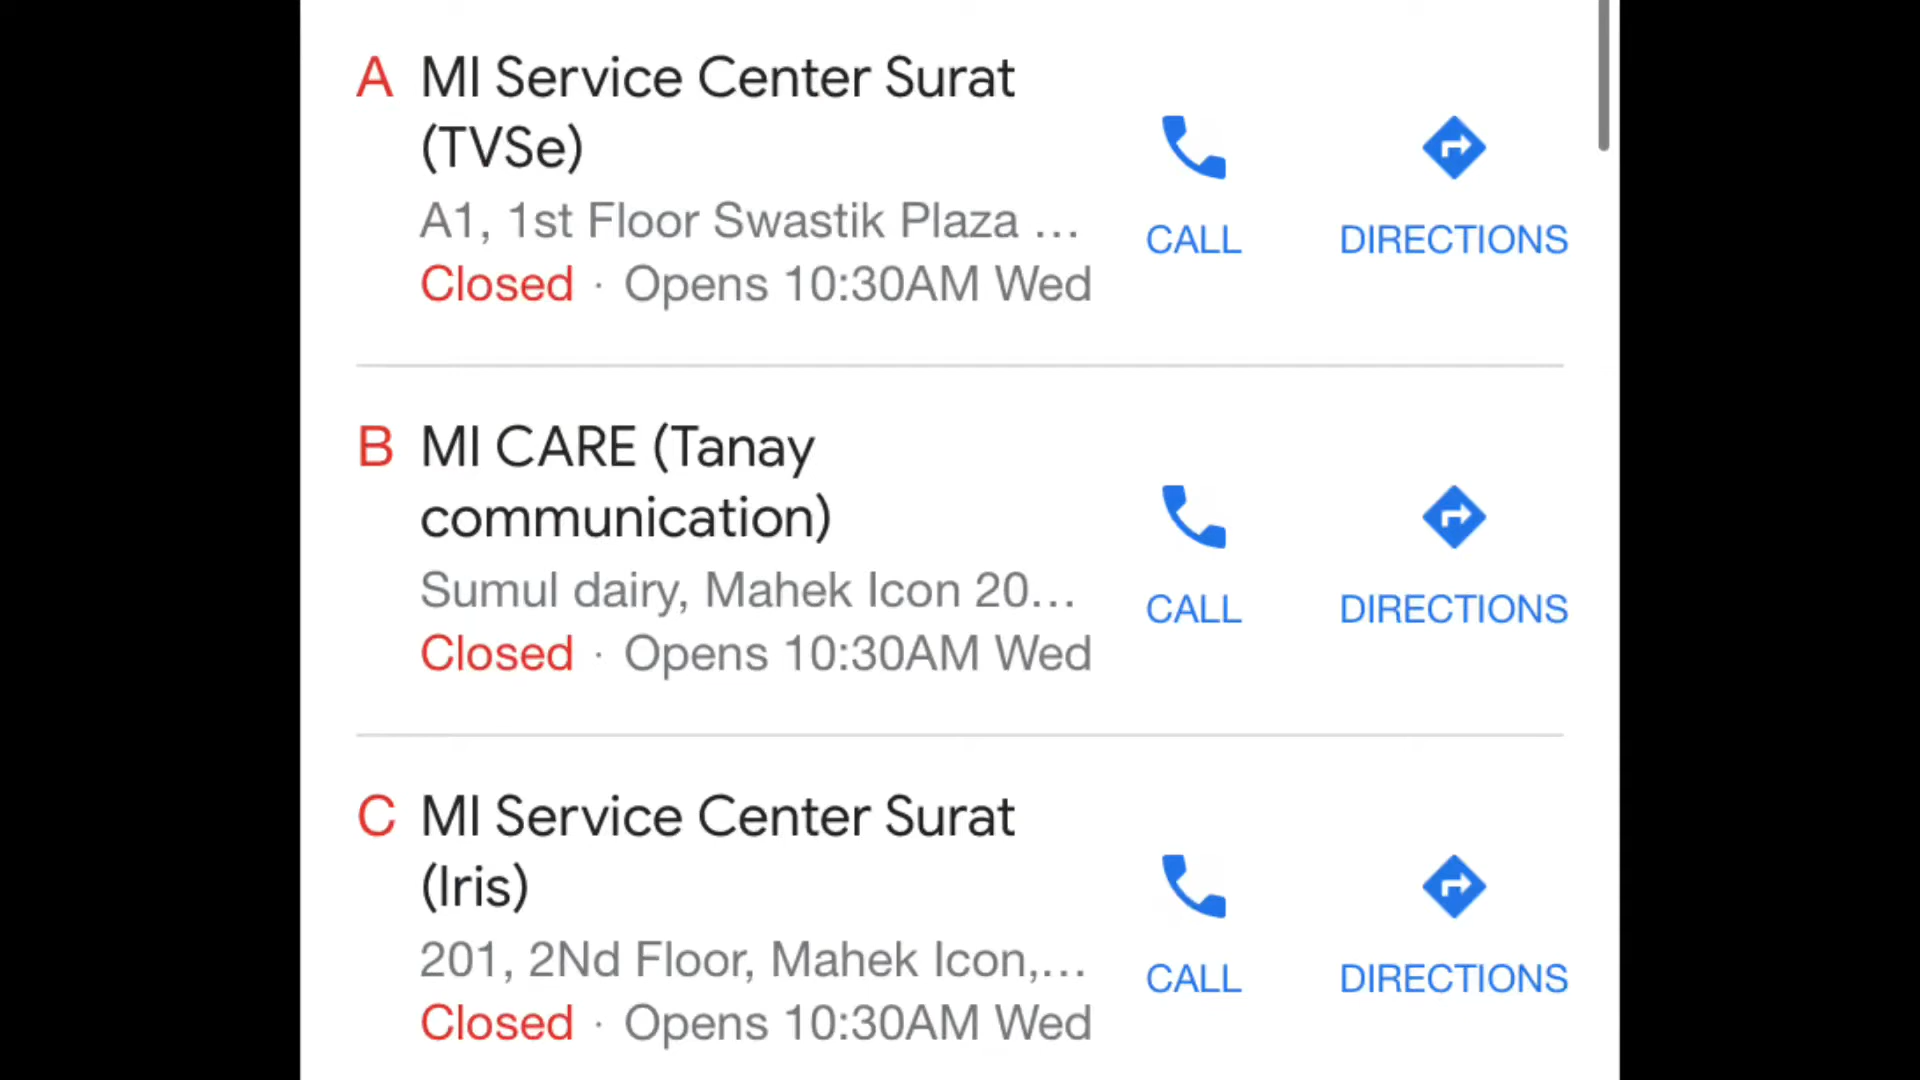 A MI Service Center Surat
(TVSe)
A1, 1st Floor Swastik Plaza ...
Closed · Opens 10:30AM Wed
CALL
DIRECTIONS
B MI CARE (Tanay
communication)
Sumul dairy, Mahek Icon 20...
Closed · Opens 10:30AM Wed
CALL
DIRECTIONS
C MI Service Center Surat
(Iris)
201, 2Nd Floor, Mahek Icon,...
Closed · Opens 10:30AM Wed
CALL
DIRECTIONS